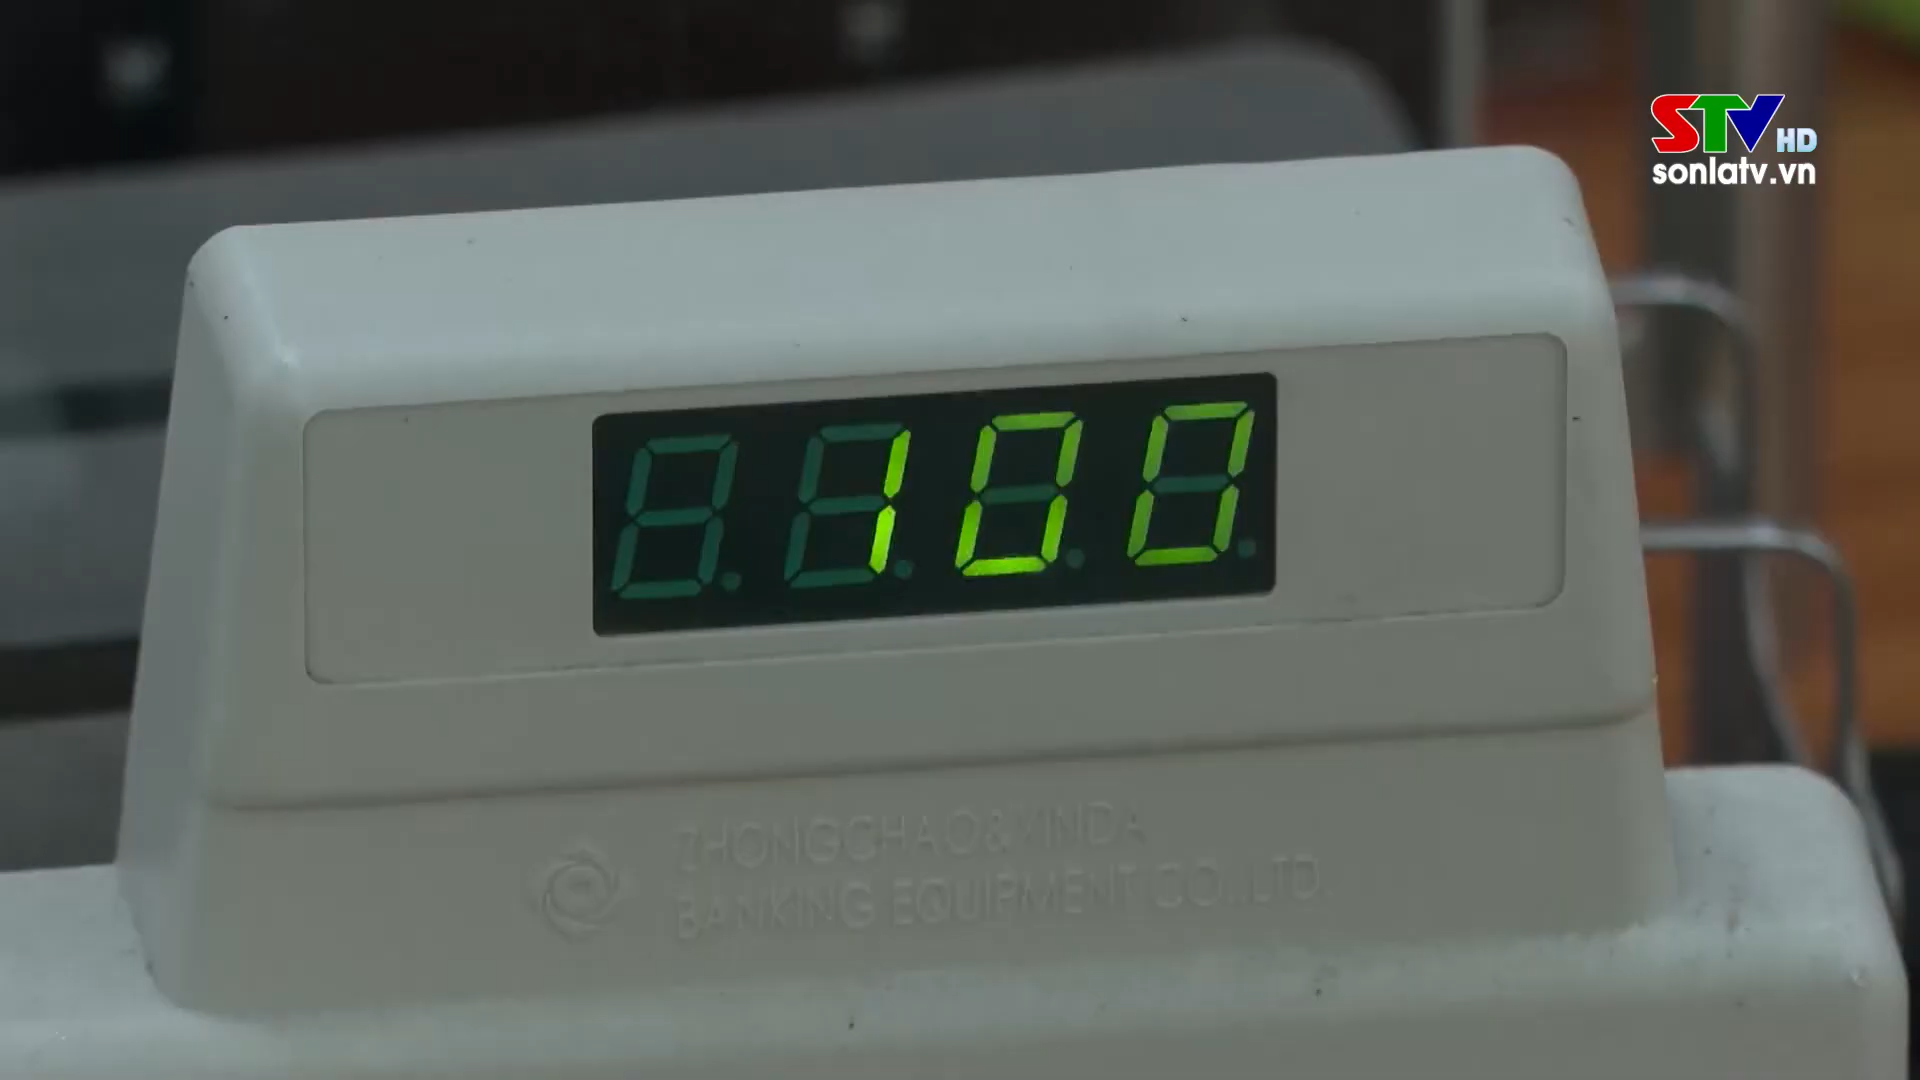 STV HD
sonlatv.vn
100
ZHONGCHAO&XINDA
BANKING EQUIPMENT CO.,LTD.